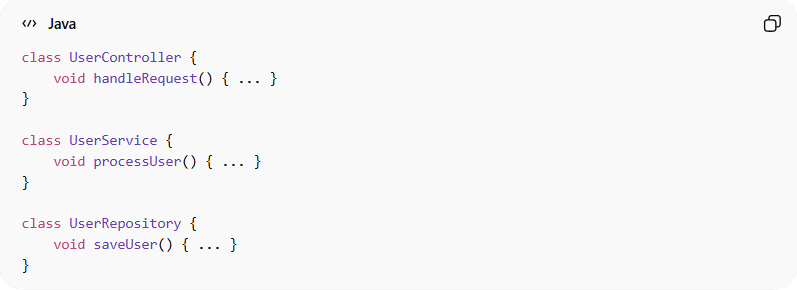 </> Java
class UserController {
    void handleRequest() { ... }
}
class UserService {
    void processUser() { ... }
}
class UserRepository {
    void saveUser() { ... }
}